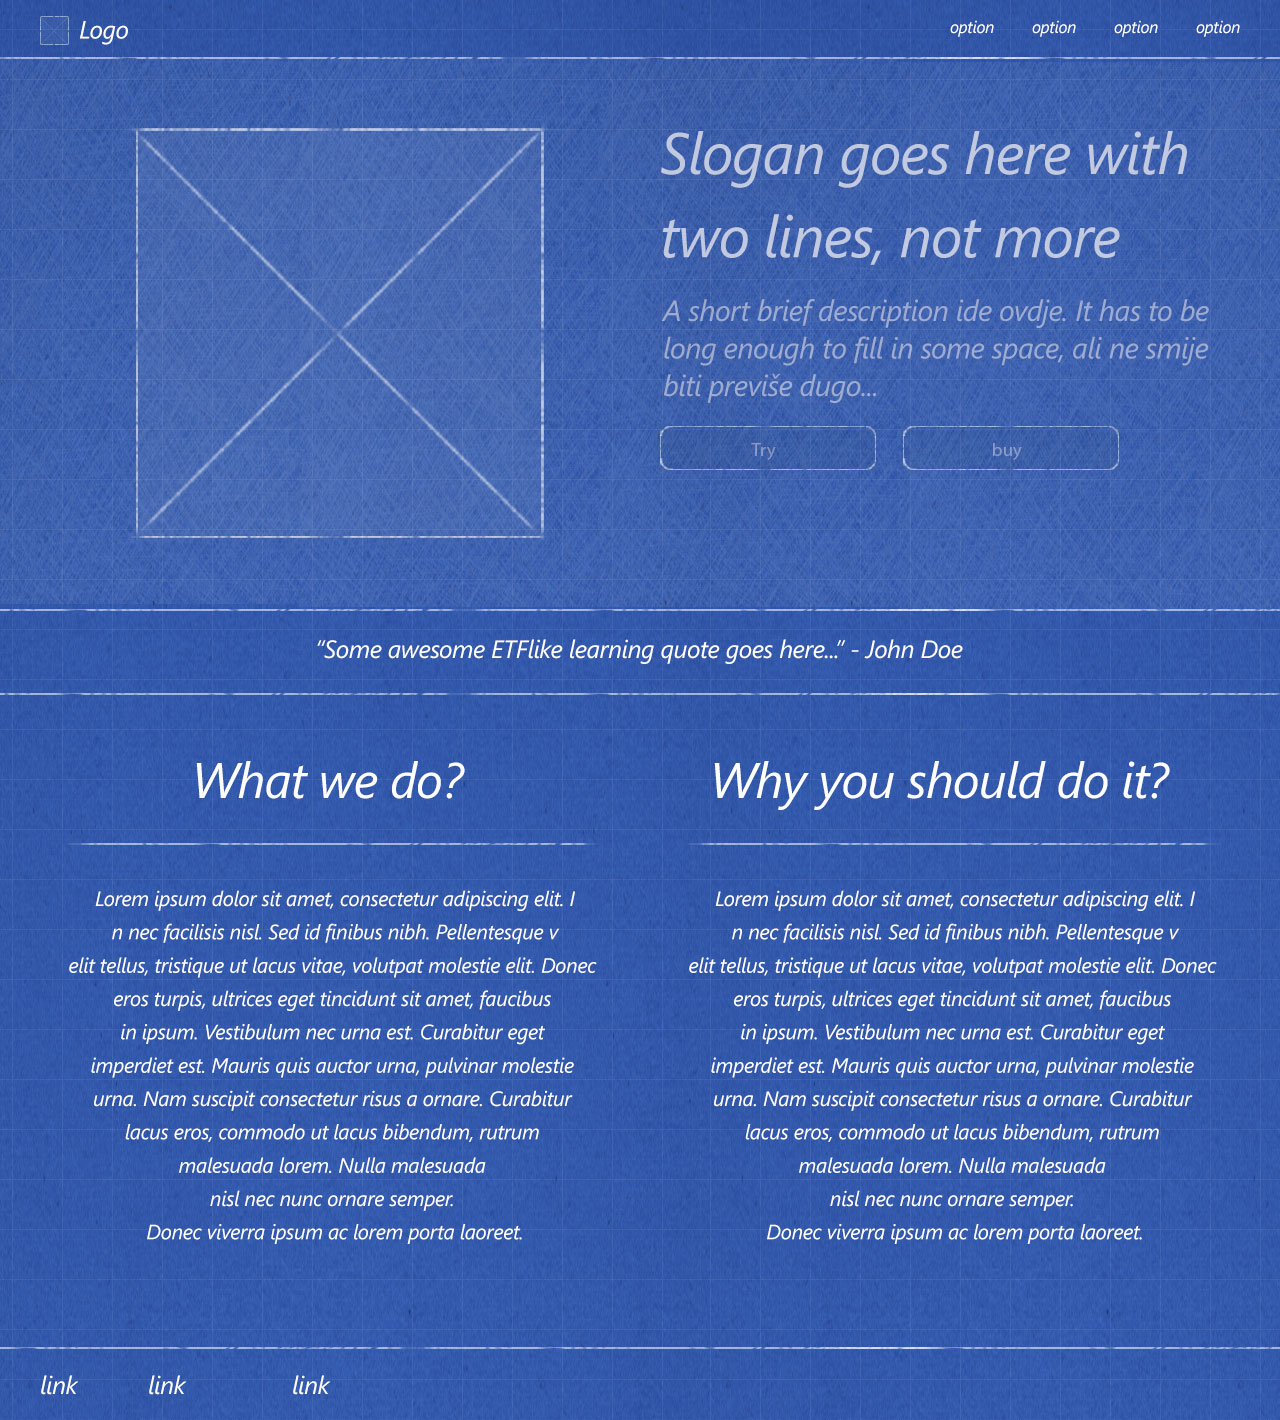 Logo
option option option option
Slogan goes here with
two lines, not more
A short brief description ide ovdje. It has to be
long enough to fill in some space, ali ne smije
biti previše dugo...
Try
buy
“Some awesome ETFlike learning quote goes here...” - John Doe
What we do?
Lorem ipsum dolor sit amet, consectetur adipiscing elit. I
n nec facilisis nisl. Sed id finibus nibh. Pellentesque v
elit tellus, tristique ut lacus vitae, volutpat molestie elit. Donec
eros turpis, ultrices eget tincidunt sit amet, faucibus
in ipsum. Vestibulum nec urna est. Curabitur eget
imperdiet est. Mauris quis auctor urna, pulvinar molestie
urna. Nam suscipit consectetur risus a ornare. Curabitur
lacus eros, commodo ut lacus bibendum, rutrum
malesuada lorem. Nulla malesuada
nisl nec nunc ornare semper.
Donec viverra ipsum ac lorem porta laoreet.
Why you should do it?
Lorem ipsum dolor sit amet, consectetur adipiscing elit. I
n nec facilisis nisl. Sed id finibus nibh. Pellentesque v
elit tellus, tristique ut lacus vitae, volutpat molestie elit. Donec
eros turpis, ultrices eget tincidunt sit amet, faucibus
in ipsum. Vestibulum nec urna est. Curabitur eget
imperdiet est. Mauris quis auctor urna, pulvinar molestie
urna. Nam suscipit consectetur risus a ornare. Curabitur
lacus eros, commodo ut lacus bibendum, rutrum
malesuada lorem. Nulla malesuada
nisl nec nunc ornare semper.
Donec viverra ipsum ac lorem porta laoreet.
link link link